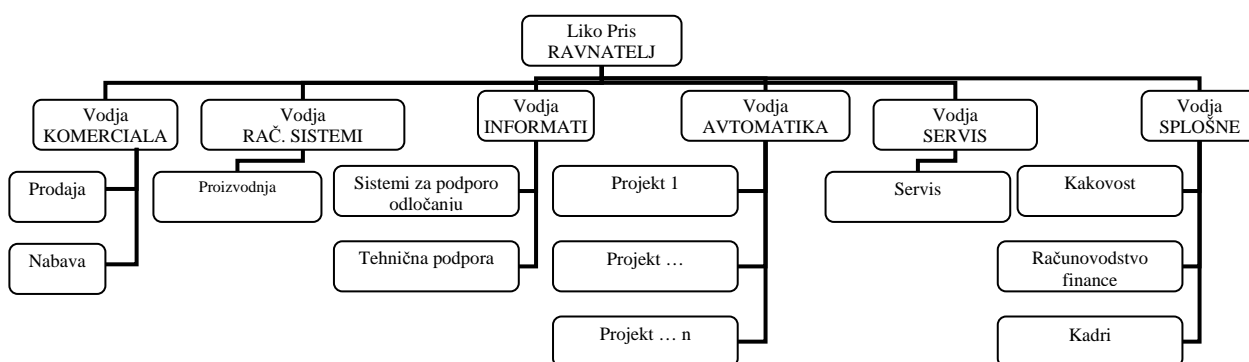 Liko Pris
RAVNATELJ
Vodja
KOMERCIALA
Vodja
RAČ. SISTEMI
Vodja
INFORMATI
Vodja
AVTOMATIKA
Vodja
SERVIS
Vodja
SPLOŠNE
Prodaja
Proizvodnja
Sistemi za podporo
odločanju
Projekt 1
Servis
Kakovost
Nabava
Tehnična podpora
Projekt …
Računovodstvo
finance
Projekt … n
Kadri